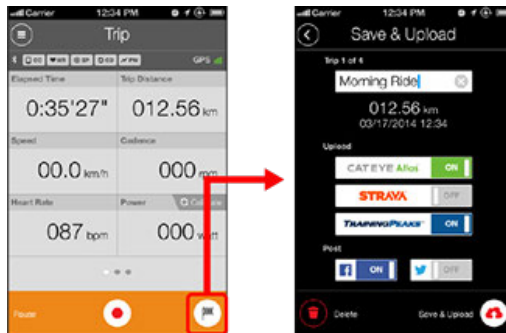 Carrier 12:34 PM
Trip
GPS
Elapsed Time Trip Distance
0:35'27" 012.56 km
Speed Cadence
00.0 km/h 000 rpm
Heart Rate Power Calibrate
087 bpm 000 watt
Pause
Carrier 12:34 PM
Save & Upload
Trip 1 of 4
Morning Ride
012.56 km
03/17/2014 12:34
Upload
CATEYE Atlas ON
STRAVA OFF
TRAININGPEAKS ON
Post
f ON OFF
Delete Save & Upload